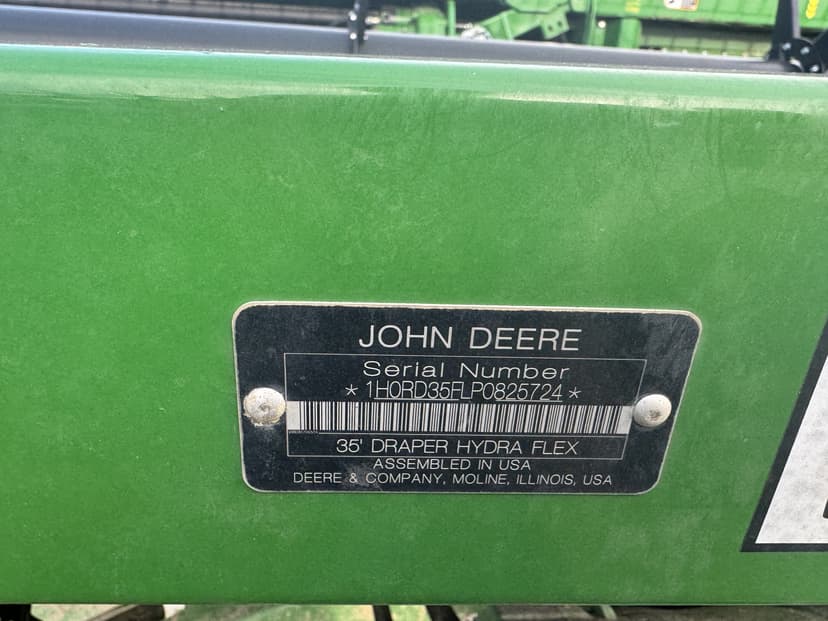 JOHN DEERE
Serial Number
* 1H0RD35FLP0825724 *
35' DRAPER HYDRA FLEX
ASSEMBLED IN USA
DEERE & COMPANY, MOLINE, ILLINOIS, USA